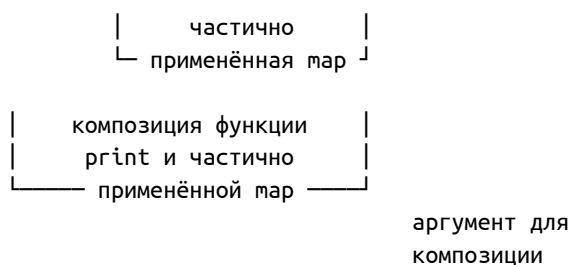 частично
применённая map
композиция функции
print и частично
применённой map
аргумент для
композиции